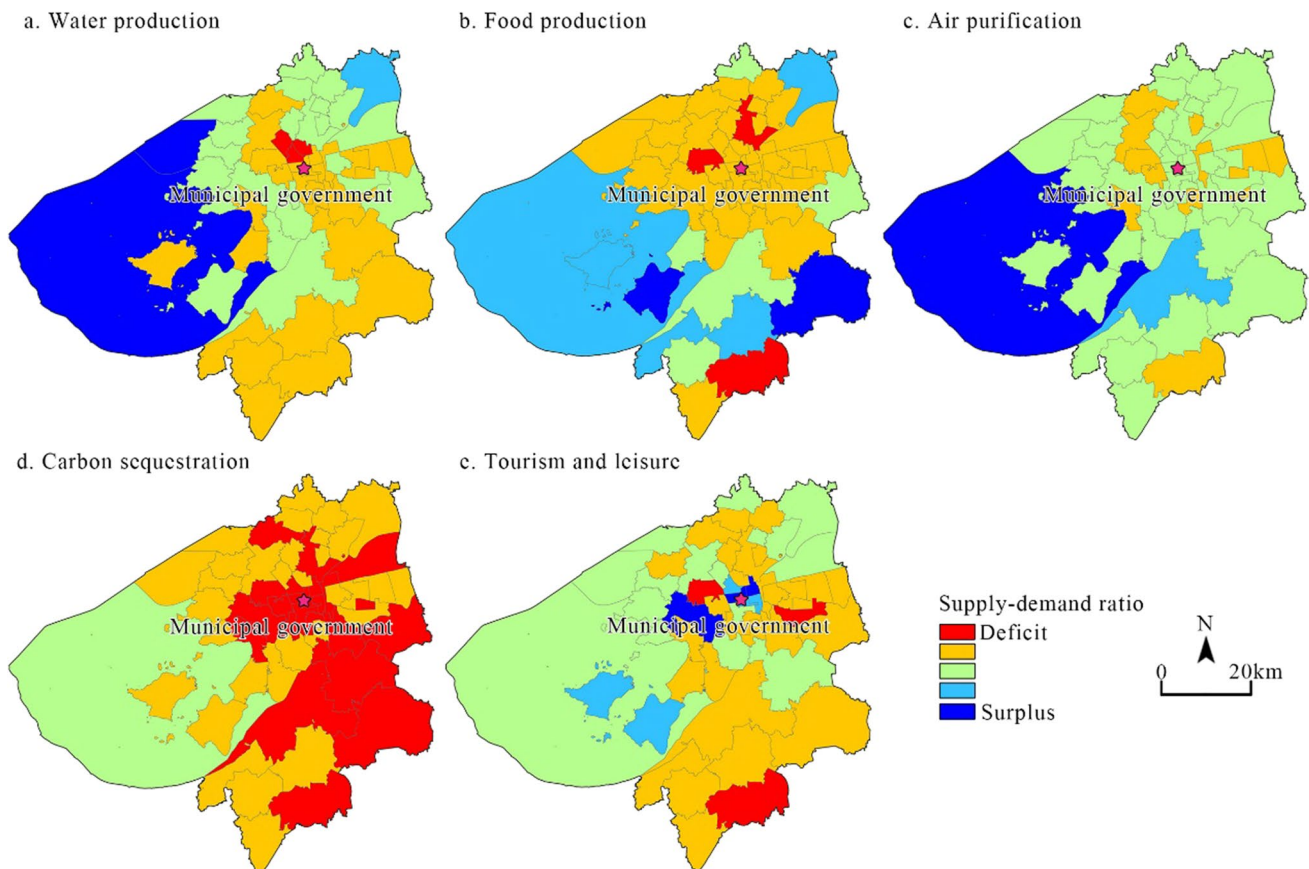 a. Water production
b. Food production
c. Air purification
Municipal government
Municipal government
Municipal government
d. Carbon sequestration
e. Tourism and leisure
Municipal government
Municipal government
Supply-demand ratio
Deficit
Surplus
N
0 20km